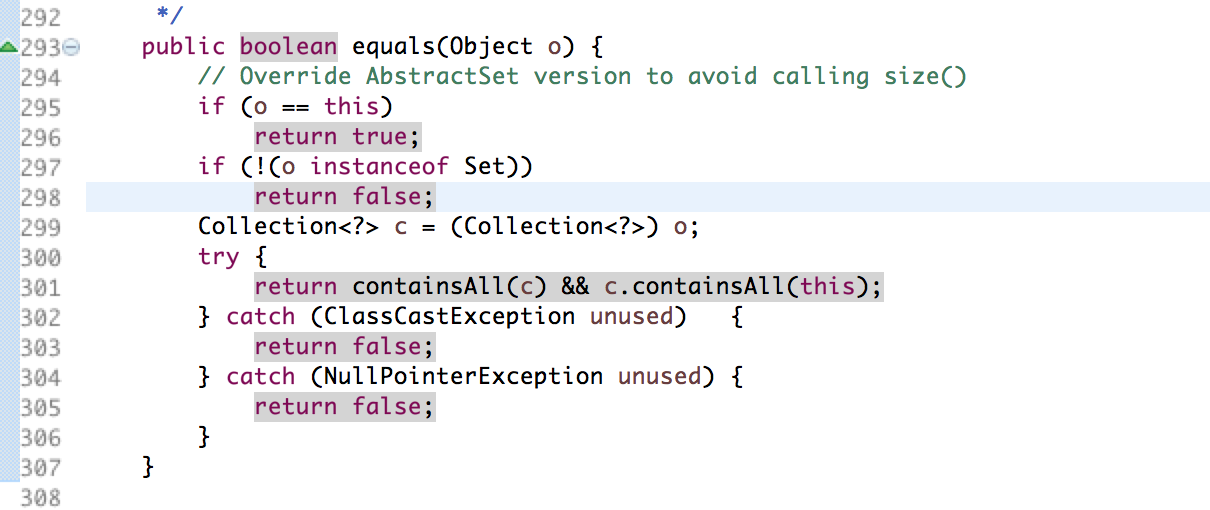 292 */
293 public boolean equals(Object o) {
294 // Override AbstractSet version to avoid calling size()
295 if (o == this)
296 return true;
297 if (!(o instanceof Set))
298 return false;
299 Collection<?> c = (Collection<?>) o;
300 try {
301 return containsAll(c) && c.containsAll(this);
302 } catch (ClassCastException unused)   {
303 return false;
304 } catch (NullPointerException unused) {
305 return false;
306 }
307 }
308